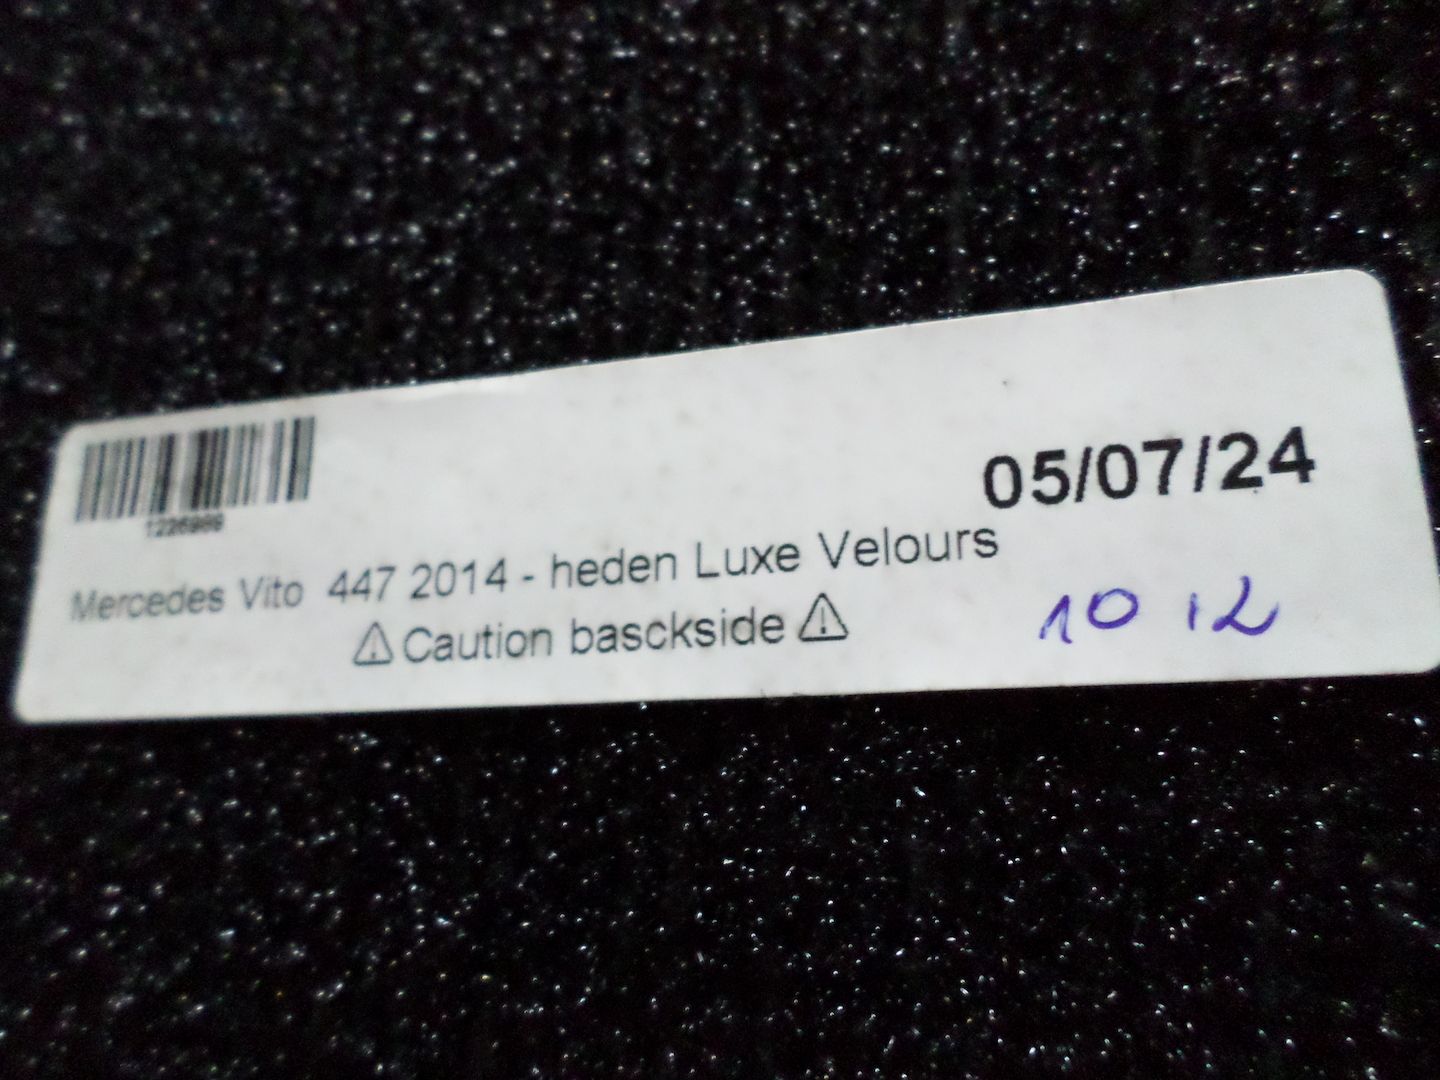 05/07/24
Mercedes Vito 447 2014 - heden Luxe Velours
⚠Caution basckside⚠
10 12